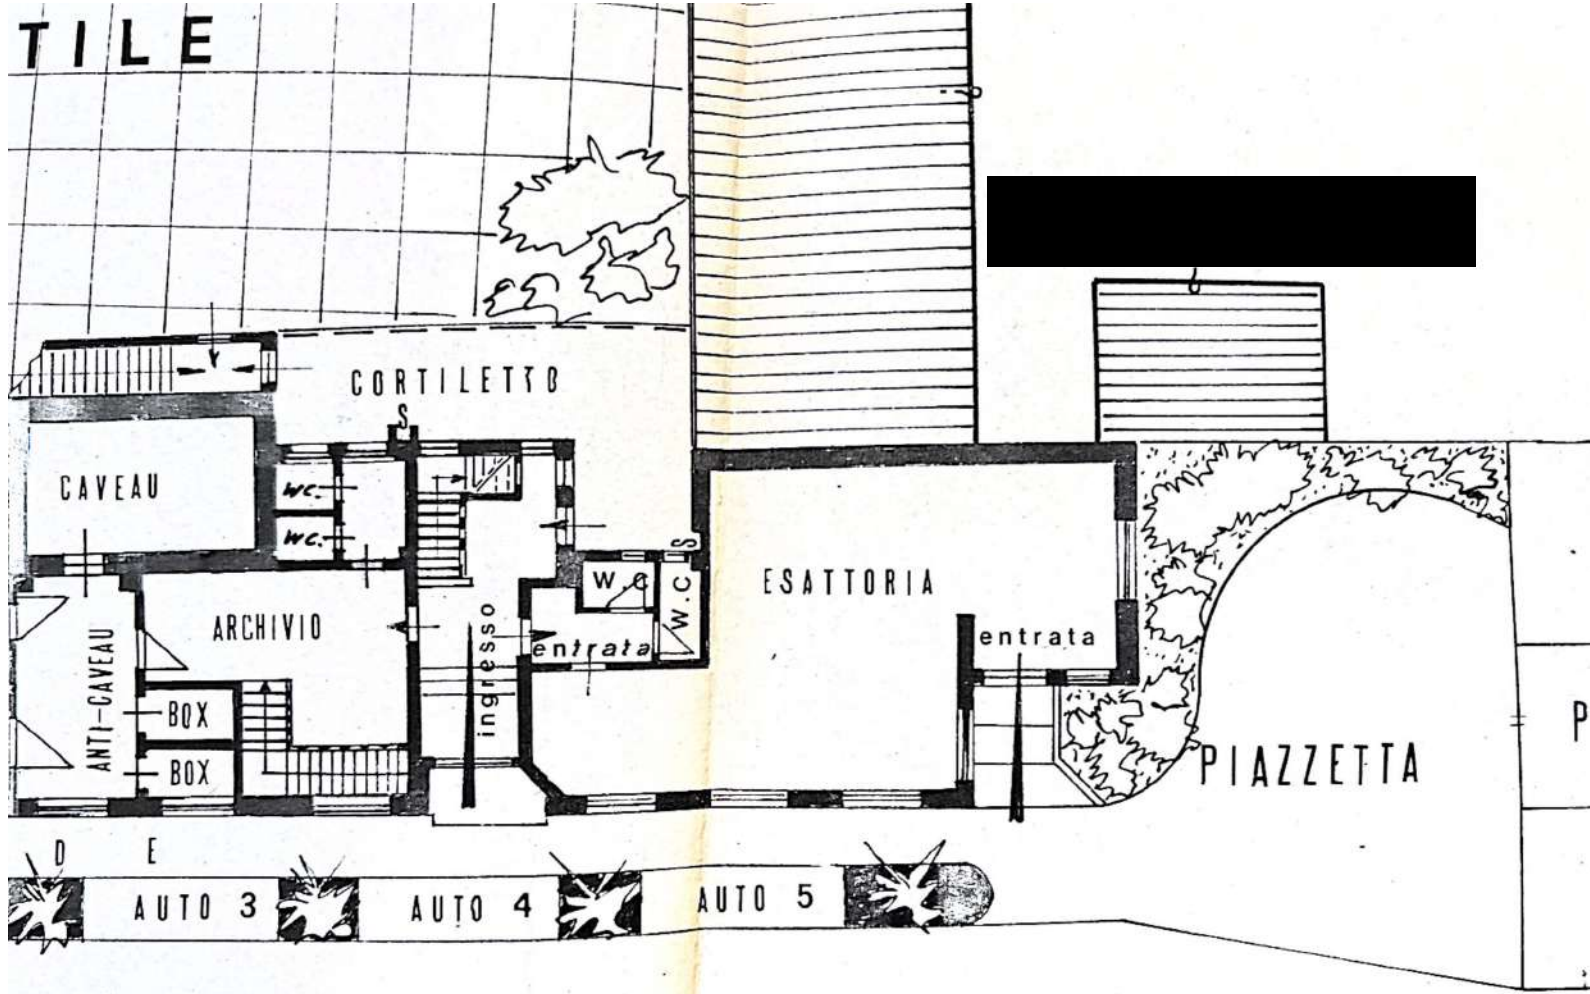 TILE
CORTILETTO
S
CAVEAU
WC.
WC.
S
W.C
W.C
ESATTORIA
ARCHIVIO
ingresso
entrata
entrata
ANTI-CAVEAU
BOX
BOX
PIAZZETTA
P
D E
AUTO 3
AUTO 4
AUTO 5